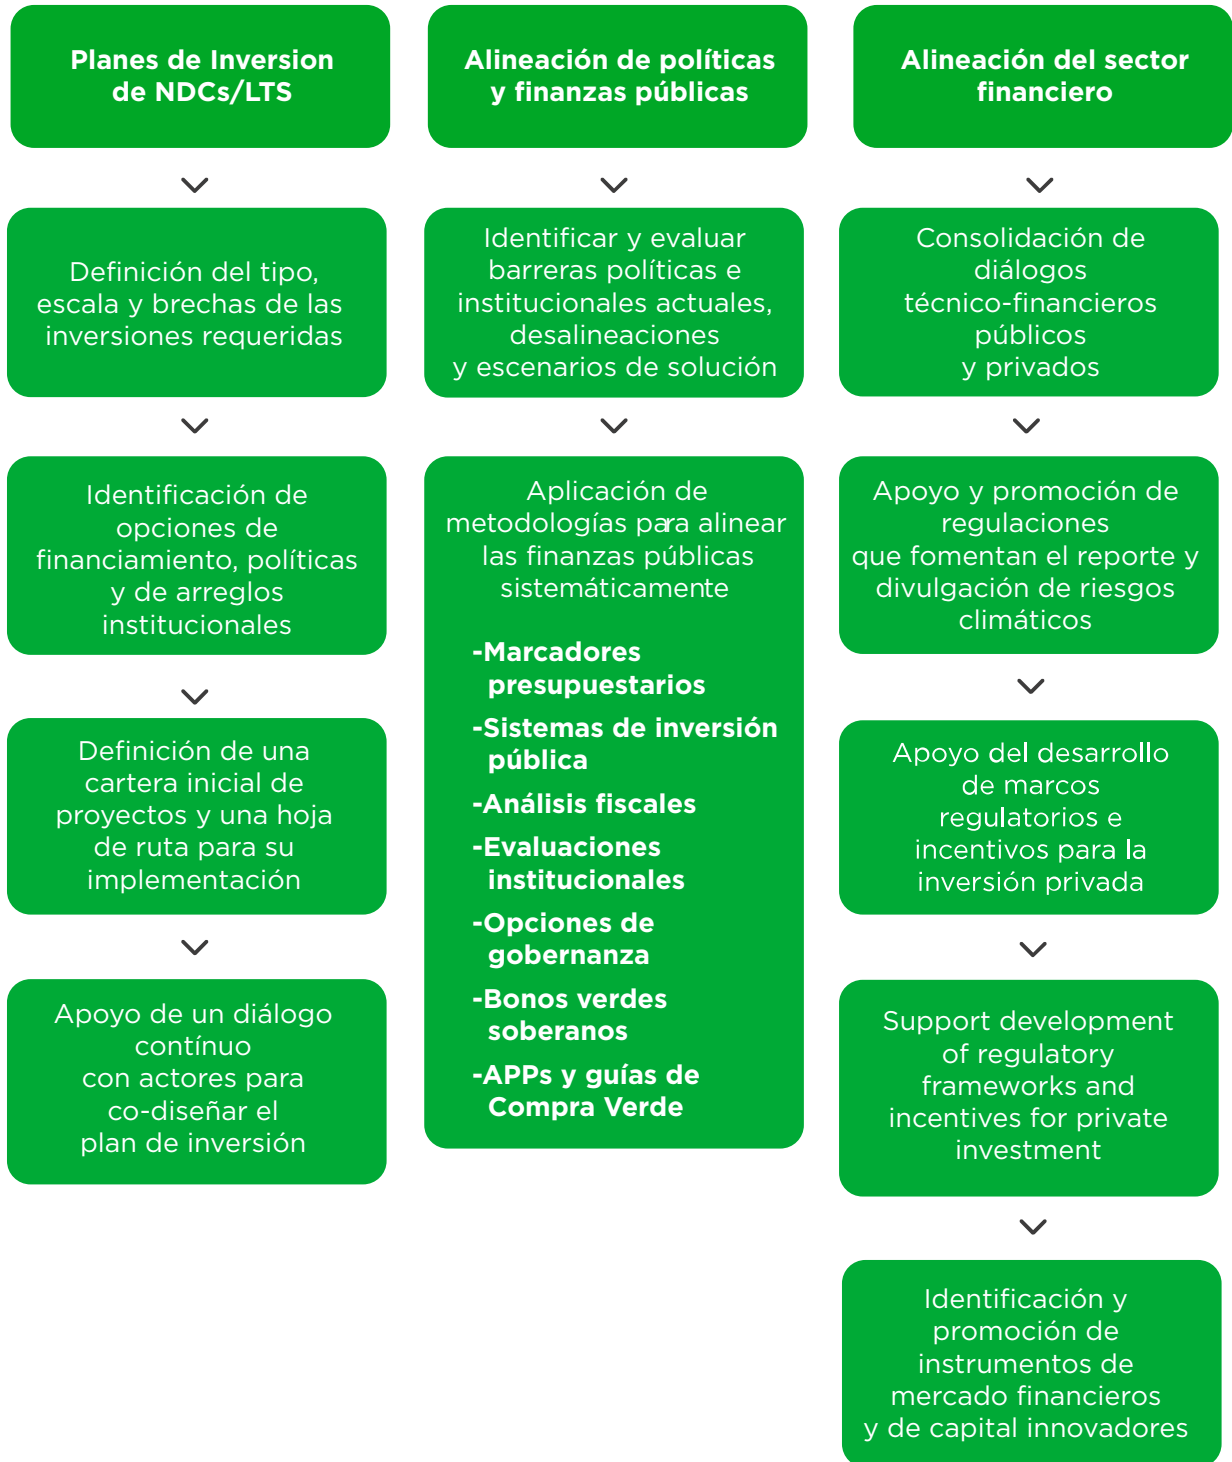 Planes de Inversion
de NDCs/LTS
Definición del tipo,
escala y brechas de las
inversiones requeridas
Identificación de
opciones de
financiamiento, políticas
y de arreglos
institucionales
Definición de una
cartera inicial de
proyectos y una hoja
de ruta para su
implementación
Apoyo de un diálogo
contínuo
con actores para
co-diseñar el
plan de inversión
Alineación de políticas
y finanzas públicas
Identificar y evaluar
barreras políticas e
institucionales actuales,
desalineaciones
y escenarios de solución
Aplicación de
metodologías para alinear
las finanzas públicas
sistemáticamente
-Marcadores
presupuestarios
-Sistemas de inversión
pública
-Análisis fiscales
-Evaluaciones
institucionales
-Opciones de
gobernanza
-Bonos verdes
soberanos
-APPs y guías de
Compra Verde
Alineación del sector
financiero
Consolidación de
diálogos
técnico-financieros
públicos
y privados
Apoyo y promoción de
regulaciones
que fomentan el reporte y
divulgación de riesgos
climáticos
Apoyo del desarrollo
de marcos
regulatorios e
incentivos para la
inversión privada
Support development
of regulatory
frameworks and
incentives for private
investment
Identificación y
promoción de
instrumentos de
mercado financieros
y de capital innovadores